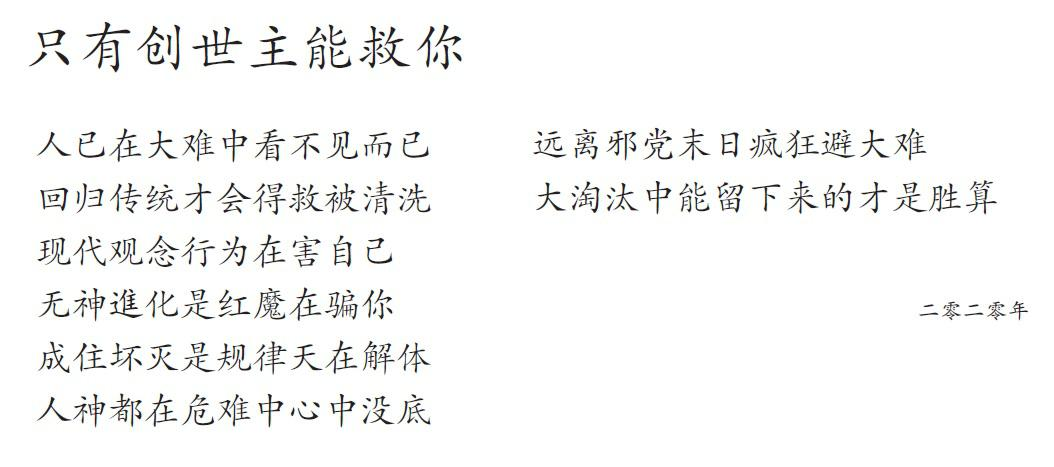 只有创世主能救你
人已在大难中看不见而已
回归传统才会得救被清洗
现代观念行为在害自己
无神進化是红魔在骗你
成住坏灭是规律天在解体
人神都在危难中心中没底
远离邪党末日疯狂避大难
大淘汰中能留下来的才是胜算
二零二零年